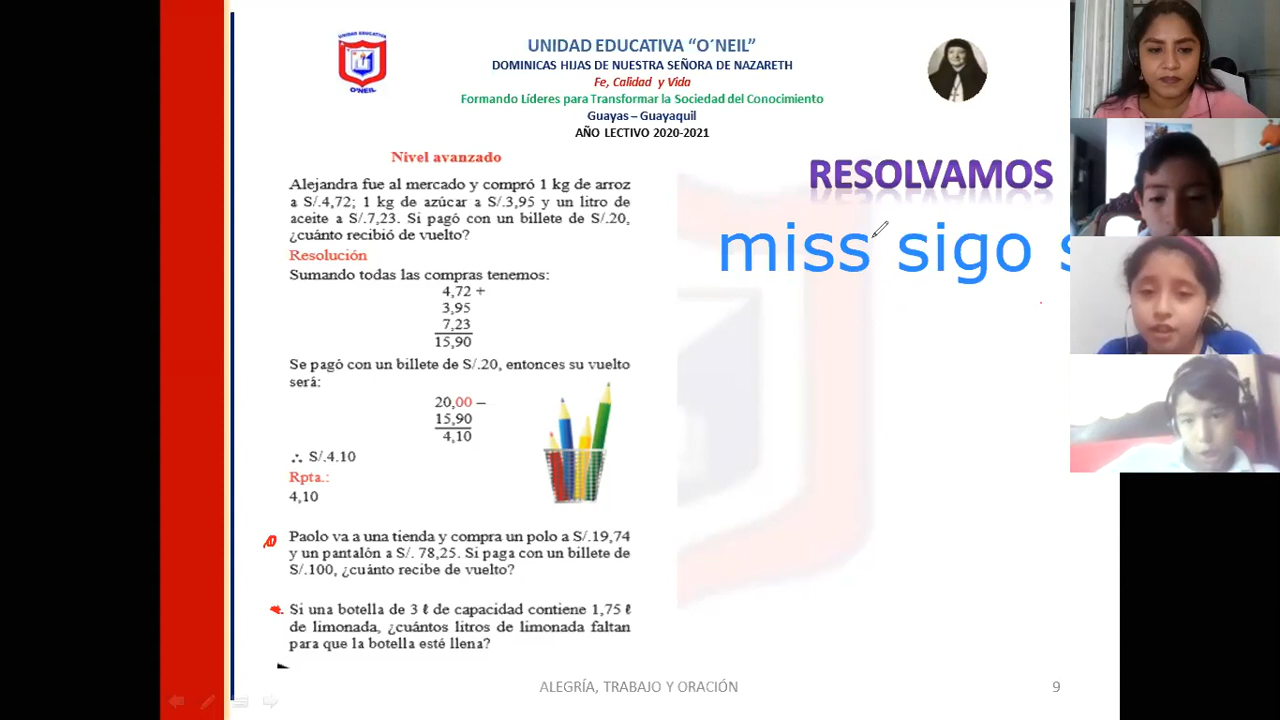 UNIDAD EDUCATIVA
O'NEIL
UNIDAD EDUCATIVA “O´NEIL”
DOMINICAS HIJAS DE NUESTRA SEÑORA DE NAZARETH
Fe, Calidad y Vida
Formando Líderes para Transformar la Sociedad del Conocimiento
Guayas – Guayaquil
AÑO LECTIVO 2020-2021
Nivel avanzado
Alejandra fue al mercado y compró 1 kg de arroz
a S/.4,72; 1 kg de azúcar a S/.3,95 y un litro de
aceite a S/.7,23. Si pagó con un billete de S/.20,
¿cuánto recibió de vuelto?
Resolución
Sumando todas las compras tenemos:
4,72 +
3,95
7,23
15,90
Se pagó con un billete de S/.20, entonces su vuelto
será:
20,00 –
15,90
4,10
∴ S/.4.10
Rpta.:
4,10
Paolo va a una tienda y compra un polo a S/.19,74
y un pantalón a S/. 78,25. Si paga con un billete de
S/.100, ¿cuánto recibe de vuelto?
Si una botella de 3 ℓ de capacidad contiene 1,75 ℓ
de limonada, ¿cuántos litros de limonada faltan
para que la botella esté llena?
RESOLVAMOS
miss sigo s
ALEGRÍA, TRABAJO Y ORACIÓN
9